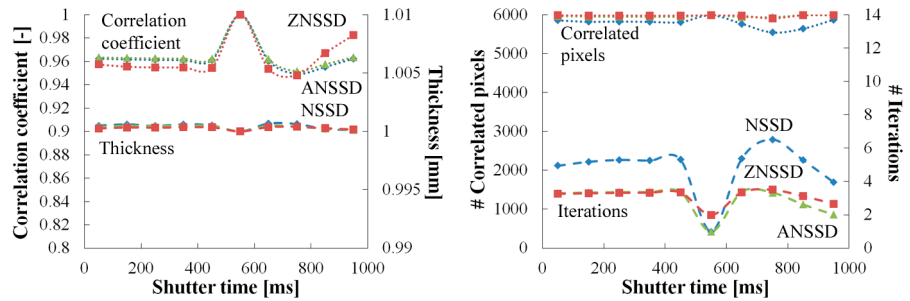 Correlation coefficient [-]
1
0.98
0.96
0.94
0.92
0.9
0.88
0.86
0.84
0.82
0.8
Correlation
coefficient
ZNSSD
ANSSD
NSSD
Thickness
1.01
1.005
1
0.995
0.99
Thickness [mm]
0 200 400 600 800 1000
Shutter time [ms]
# Correlated pixels
6000
5000
4000
3000
2000
1000
0
Correlated
pixels
NSSD
ZNSSD
Iterations
ANSSD
14
12
10
8
6
4
2
0
# Iterations
0 200 400 600 800 1000
Shutter time [ms]